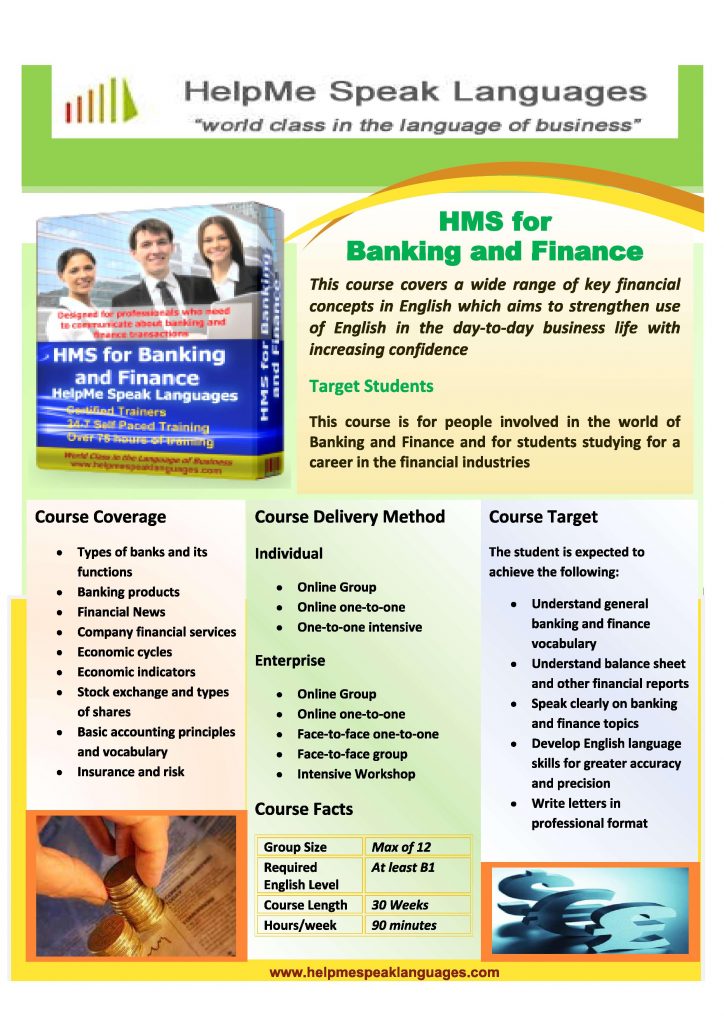 HelpMe Speak Languages
“world class in the language of business”
Designed for professionals who need
to communicate about banking and
finance transactions
HMS for Banking
and Finance
HelpMe Speak Languages
Certified Trainers
24-7 Self Paced Training
Over 75 hours of training
World Class in the Language of Business
www.helpmespeaklanguages.com
HMS for Banking
and Finance
HMS for
Banking and Finance
This course covers a wide range of key financial
concepts in English which aims to strengthen use
of English in the day-to-day business life with
increasing confidence
Target Students
This course is for people involved in the world of
Banking and Finance and for students studying for a
career in the financial industries
Course Coverage
• Types of banks and its
functions
• Banking products
• Financial News
• Company financial services
• Economic cycles
• Economic indicators
• Stock exchange and types
of shares
• Basic accounting principles
and vocabulary
• Insurance and risk
Course Delivery Method
Individual
• Online Group
• Online one-to-one
• One-to-one intensive
Enterprise
• Online Group
• Online one-to-one
• Face-to-face one-to-one
• Face-to-face group
• Intensive Workshop
Course Facts
Group Size Max of 12
Required At least B1
English Level
Course Length 30 Weeks
Hours/week 90 minutes
Course Target
The student is expected to
achieve the following:
• Understand general
banking and finance
vocabulary
• Understand balance sheet
and other financial reports
• Speak clearly on banking
and finance topics
• Develop English language
skills for greater accuracy
and precision
• Write letters in
professional format
$€£
www.helpmespeaklanguages.com